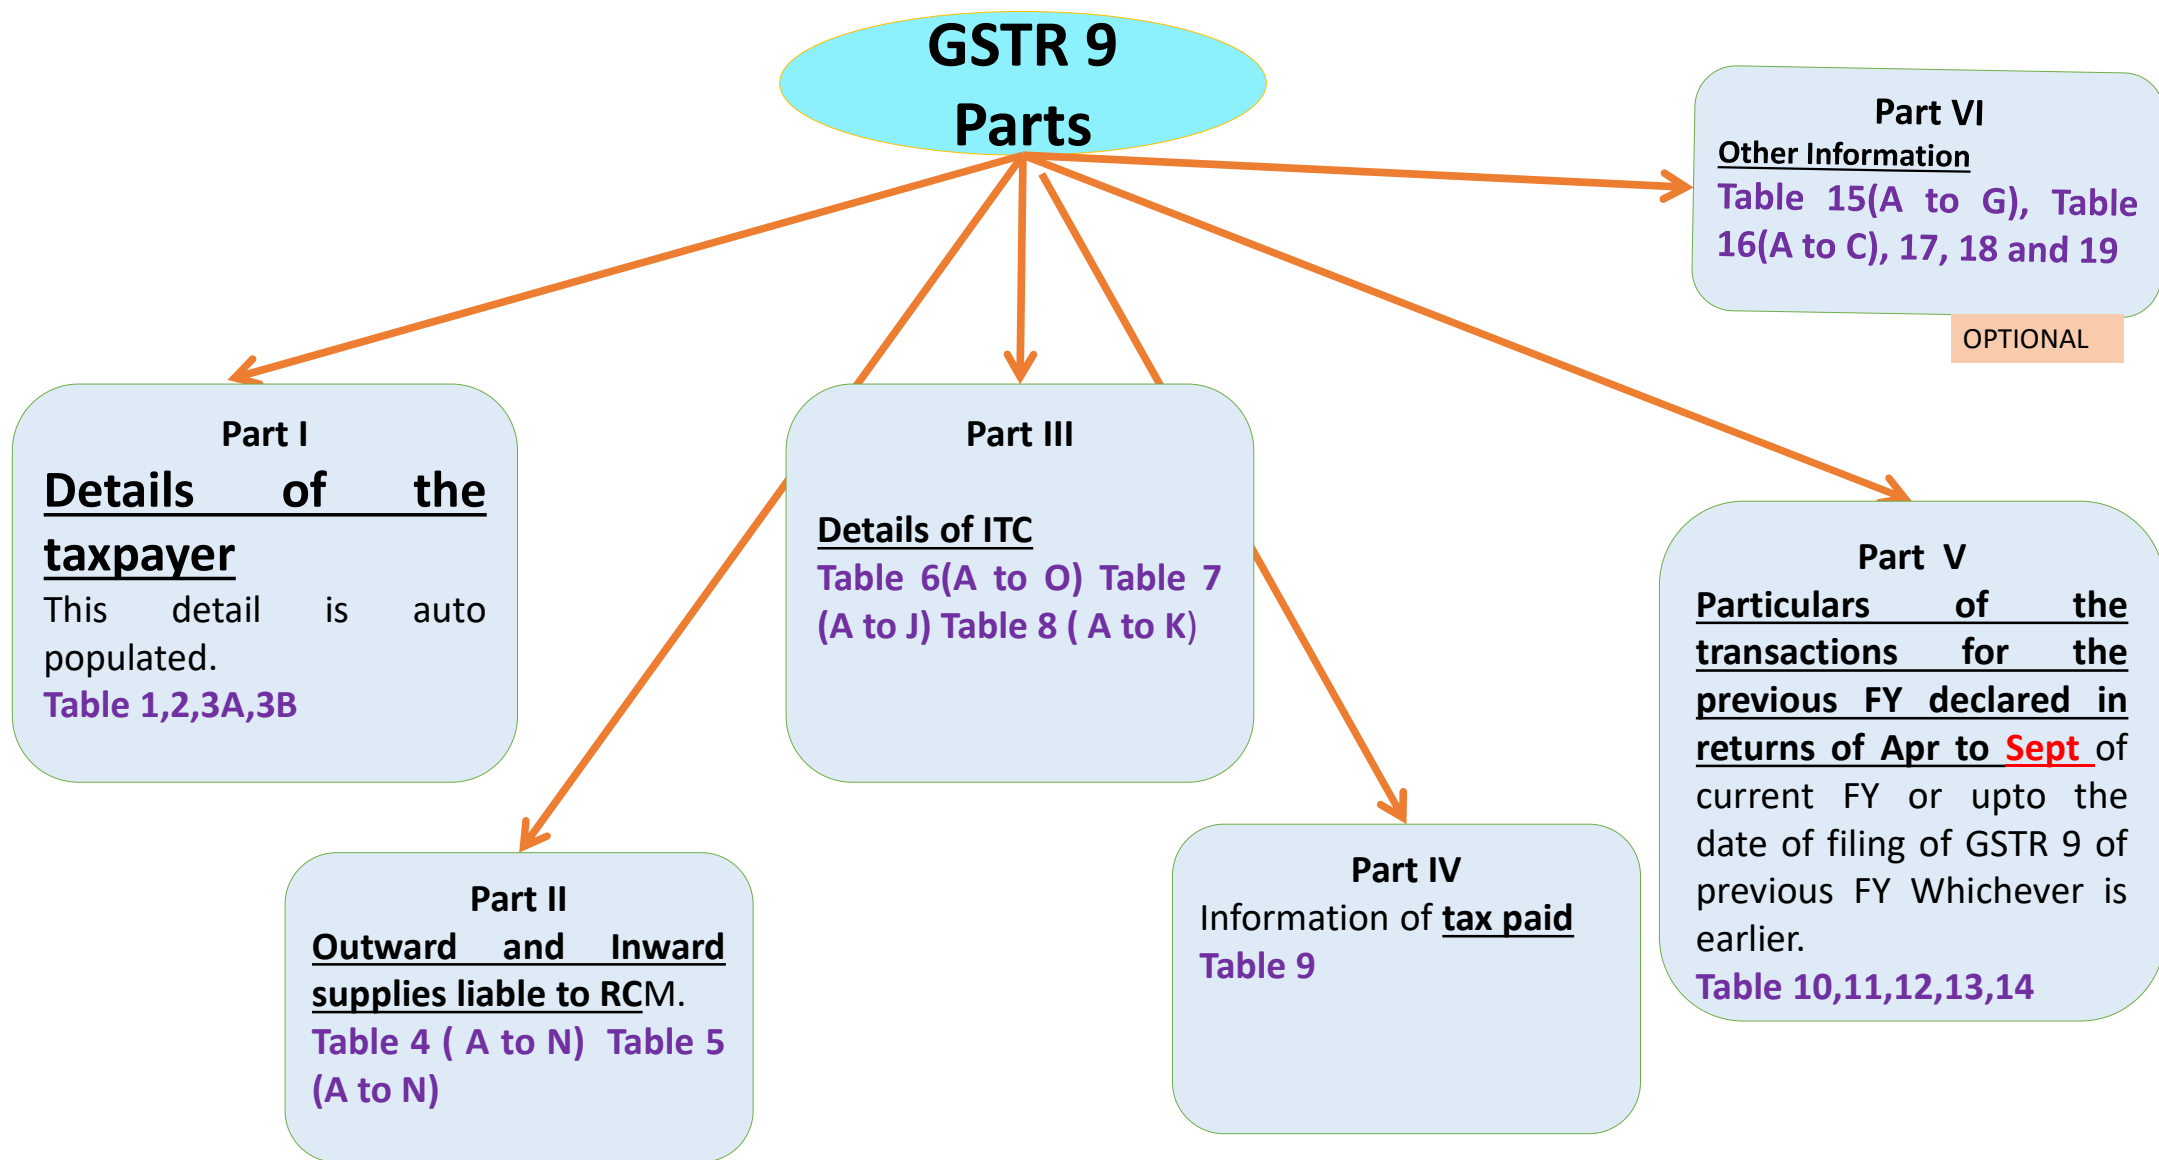 GSTR 9
Parts
Part VI
Other Information
Table 15(A to G), Table
16(A to C), 17, 18 and 19
OPTIONAL
Part I
Details of the
taxpayer
This detail is auto
populated.
Table 1,2,3A,3B
Part III
Details of ITC
Table 6(A to O) Table 7
(A to J) Table 8 ( A to K)
Part V
Particulars of the
transactions for the
previous FY declared in
returns of Apr to Sept of
current FY or upto the
date of filing of GSTR 9 of
previous FY Whichever is
earlier.
Table 10,11,12,13,14
Part II
Outward and Inward
supplies liable to RCM.
Table 4 ( A to N) Table 5
(A to N)
Part IV
Information of tax paid
Table 9